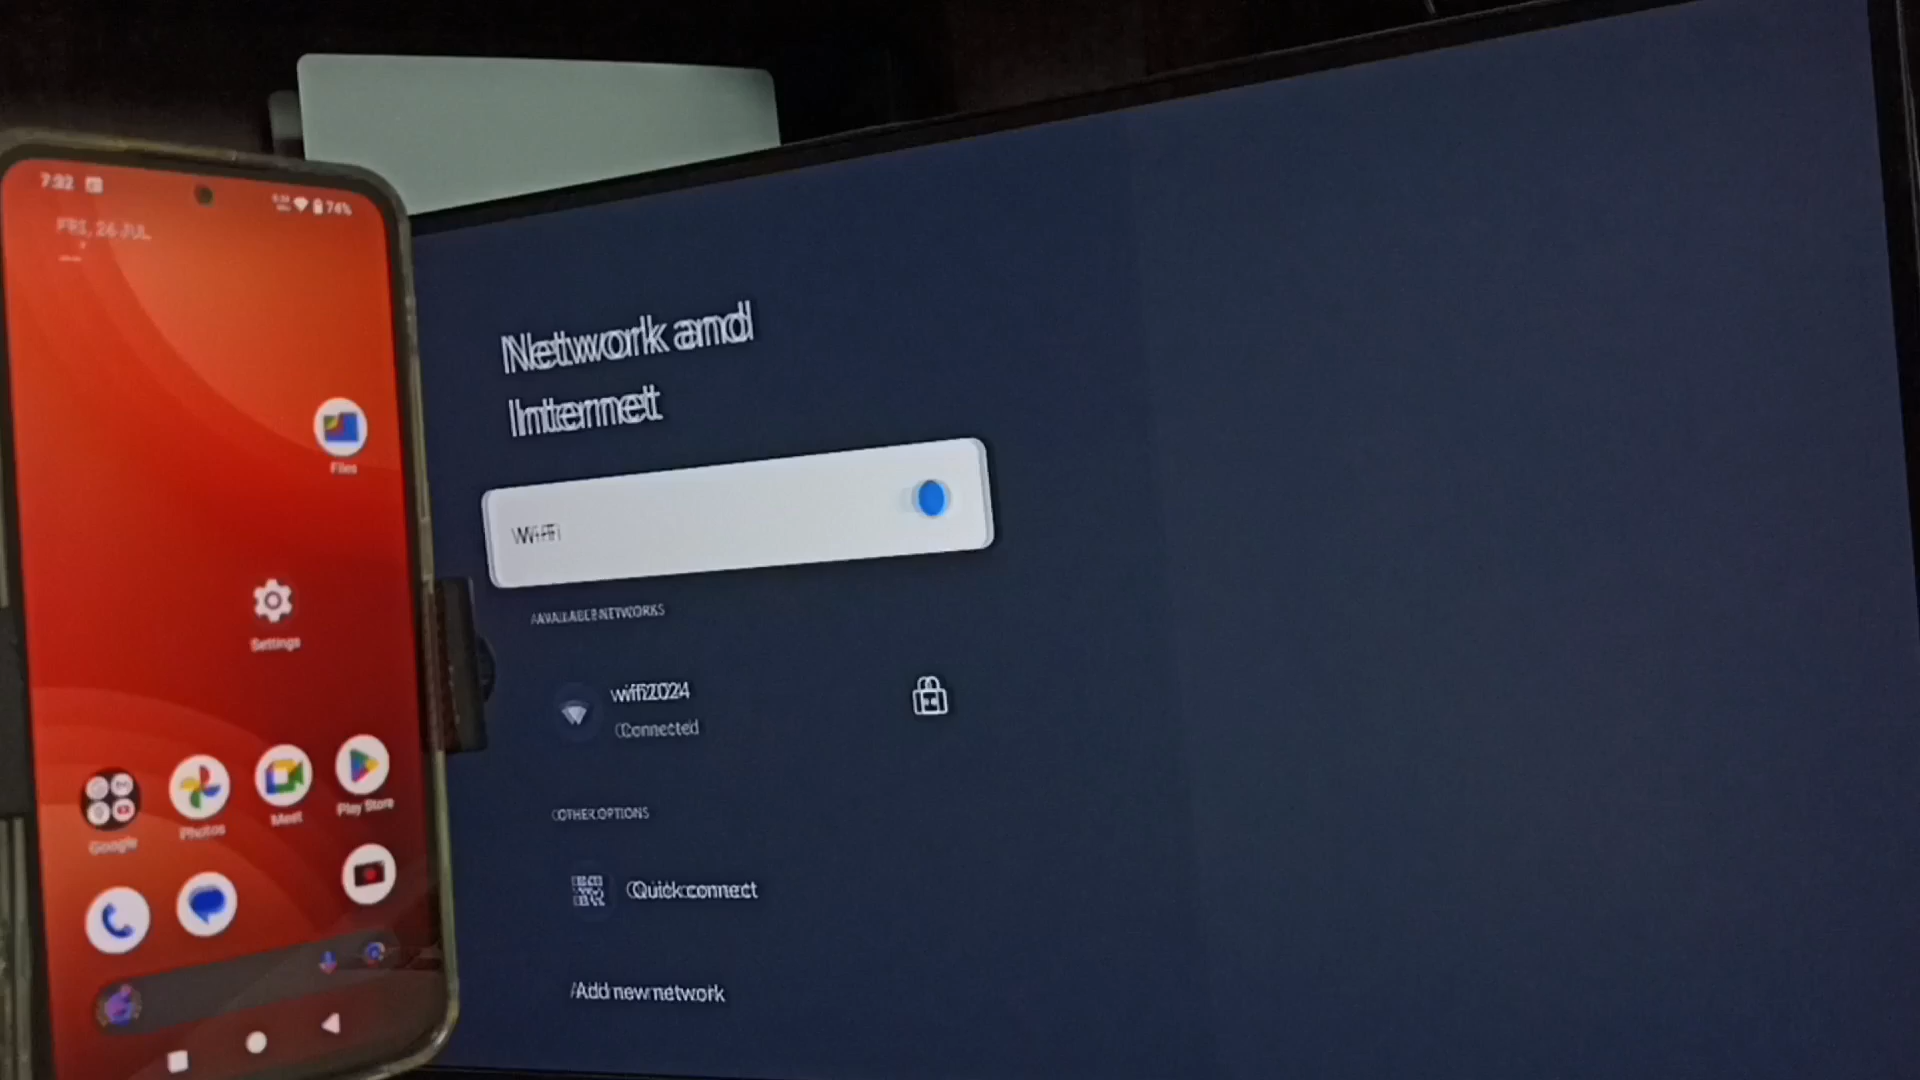 7:32
74%
FRI, 26 JUL
Files
Settings
Google
Photos
Meet
Play Store
Network and
Internet
Wi-Fi
AVAILABLE NETWORKS
wifi2024
Connected
OTHER OPTIONS
Quick connect
Add new network